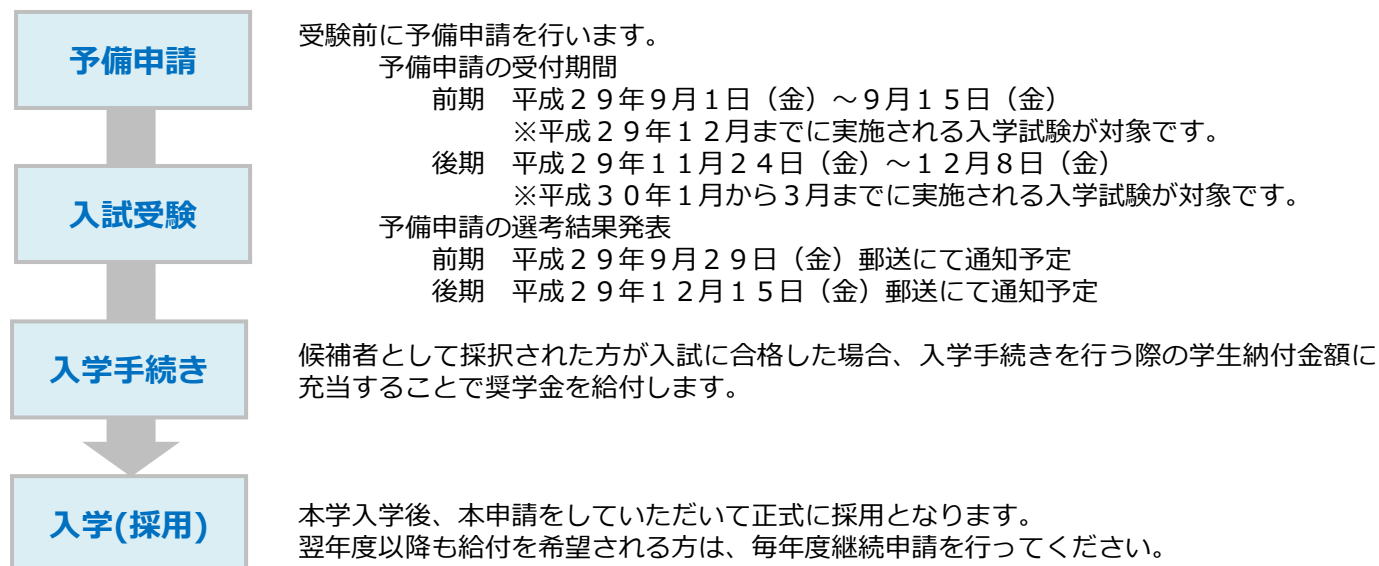 予備申請
受験前に予備申請を行います。
予備申請の受付期間
前期 平成29年9月1日（金）～9月15日（金）
※平成29年12月までに実施される入学試験が対象です。
後期 平成29年11月24日（金）～12月8日（金）
※平成30年1月から3月までに実施される入学試験が対象です。
入試受験
予備申請の選考結果発表
前期 平成29年9月29日（金）郵送にて通知予定
後期 平成29年12月15日（金）郵送にて通知予定
入学手続き
候補者として採択された方が入試に合格した場合、入学手続きを行う際の学生納付金額に
充当することで奨学金を給付します。
入学(採用)
本学入学後、本申請をしていただいて正式に採用となります。
翌年度以降も給付を希望される方は、毎年度継続申請を行ってください。